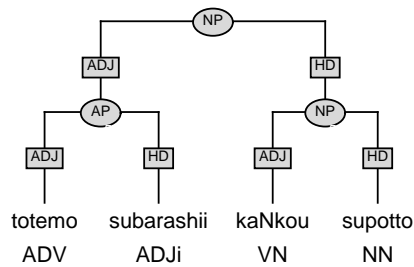 NP
ADJ HD
AP NP
ADJ HD ADJ HD
totemo subarashii kaNkou supotto
ADV ADJi VN NN